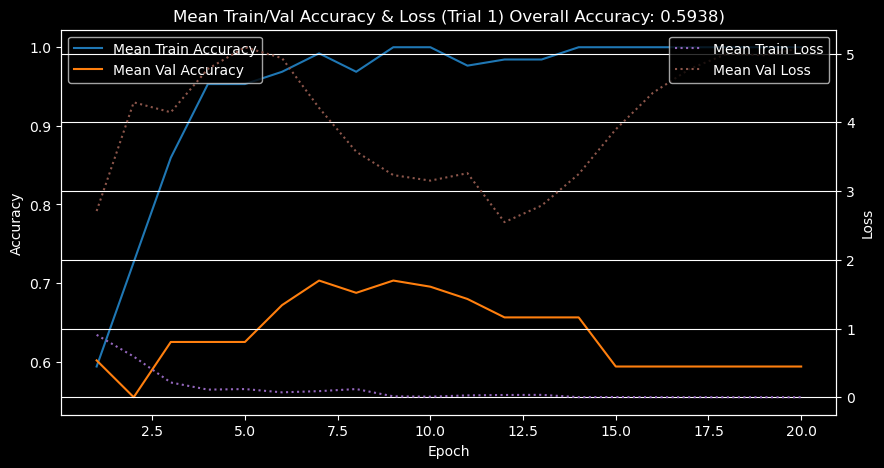 Mean Train/Val Accuracy & Loss (Trial 1) Overall Accuracy: 0.5938)
Mean Train Accuracy
Mean Val Accuracy
Mean Train Loss
Mean Val Loss
1.0
0.9
0.8
0.7
0.6
Accuracy
5
4
3
2
1
0
Loss
2.5 5.0 7.5 10.0 12.5 15.0 17.5 20.0
Epoch